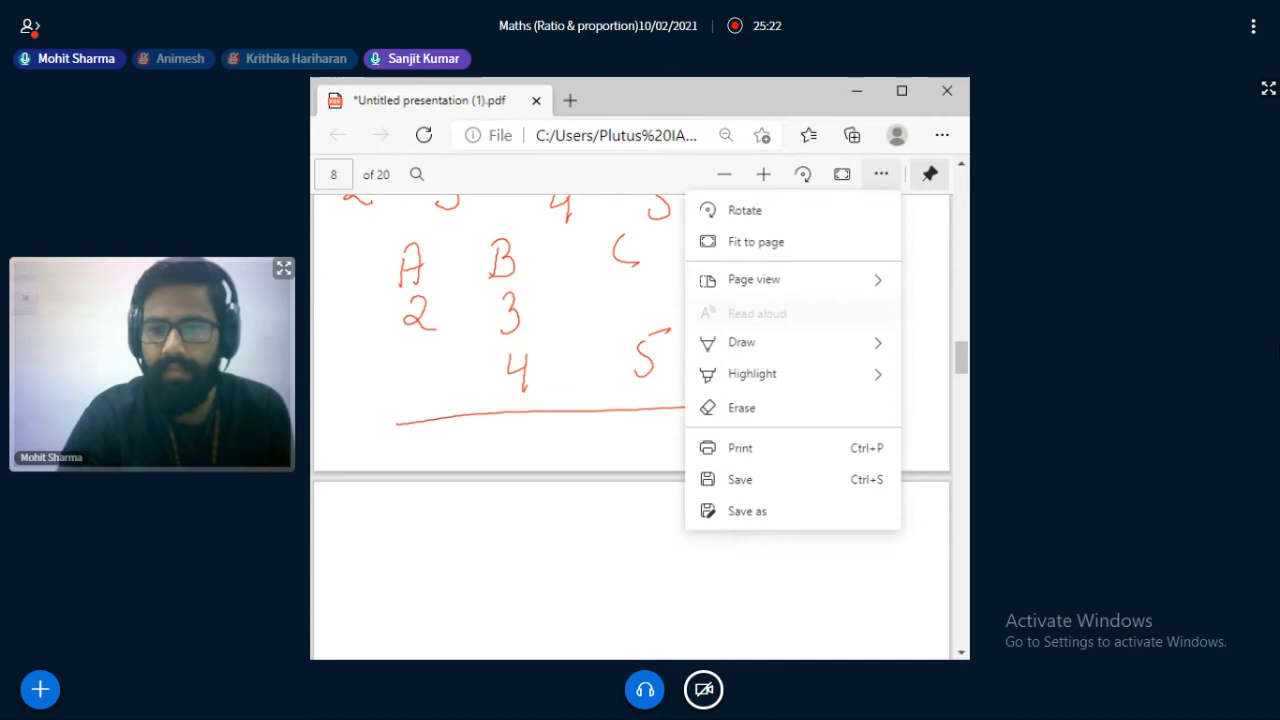 Maths (Ratio & proportion)10/02/2021 25:22
Mohit Sharma Animesh Krithika Hariharan Sanjit Kumar
*Untitled presentation (1).pdf
File C:/Users/Plutus%20IA...
8 of 20
Rotate
A B C
Fit to page
Page view
2 3
Read aloud
Draw
4 5
Highlight
Erase
Print Ctrl+P
Mohit Sharma
Save Ctrl+S
Save as
Activate Windows
Go to Settings to activate Windows.